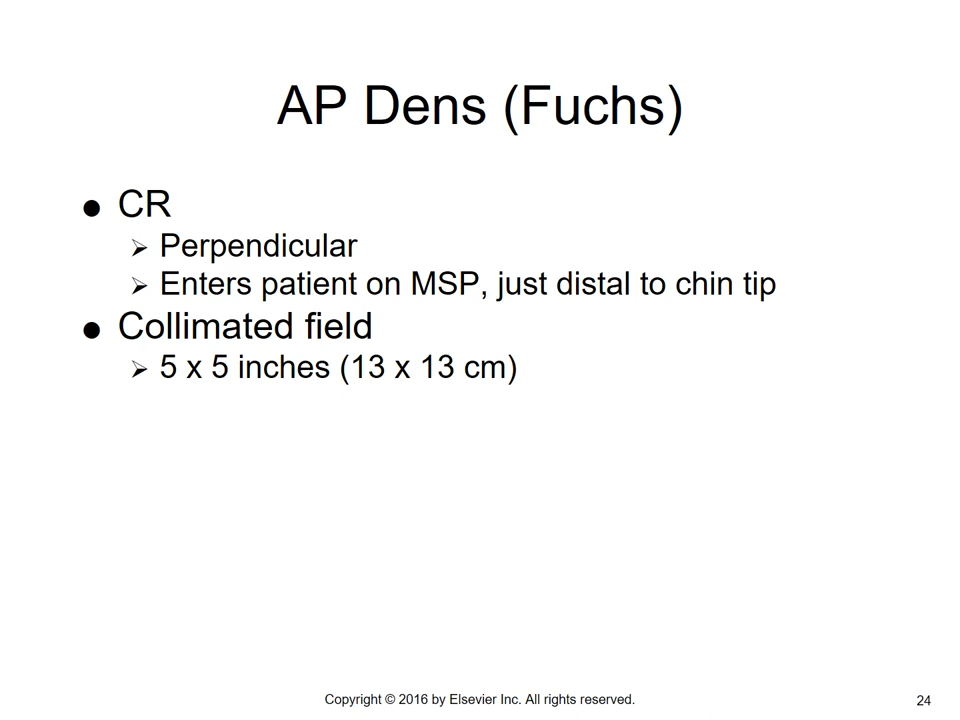 AP Dens (Fuchs)
● CR
➢ Perpendicular
➢ Enters patient on MSP, just distal to chin tip
● Collimated field
➢ 5 x 5 inches (13 x 13 cm)
Copyright © 2016 by Elsevier Inc. All rights reserved.
24